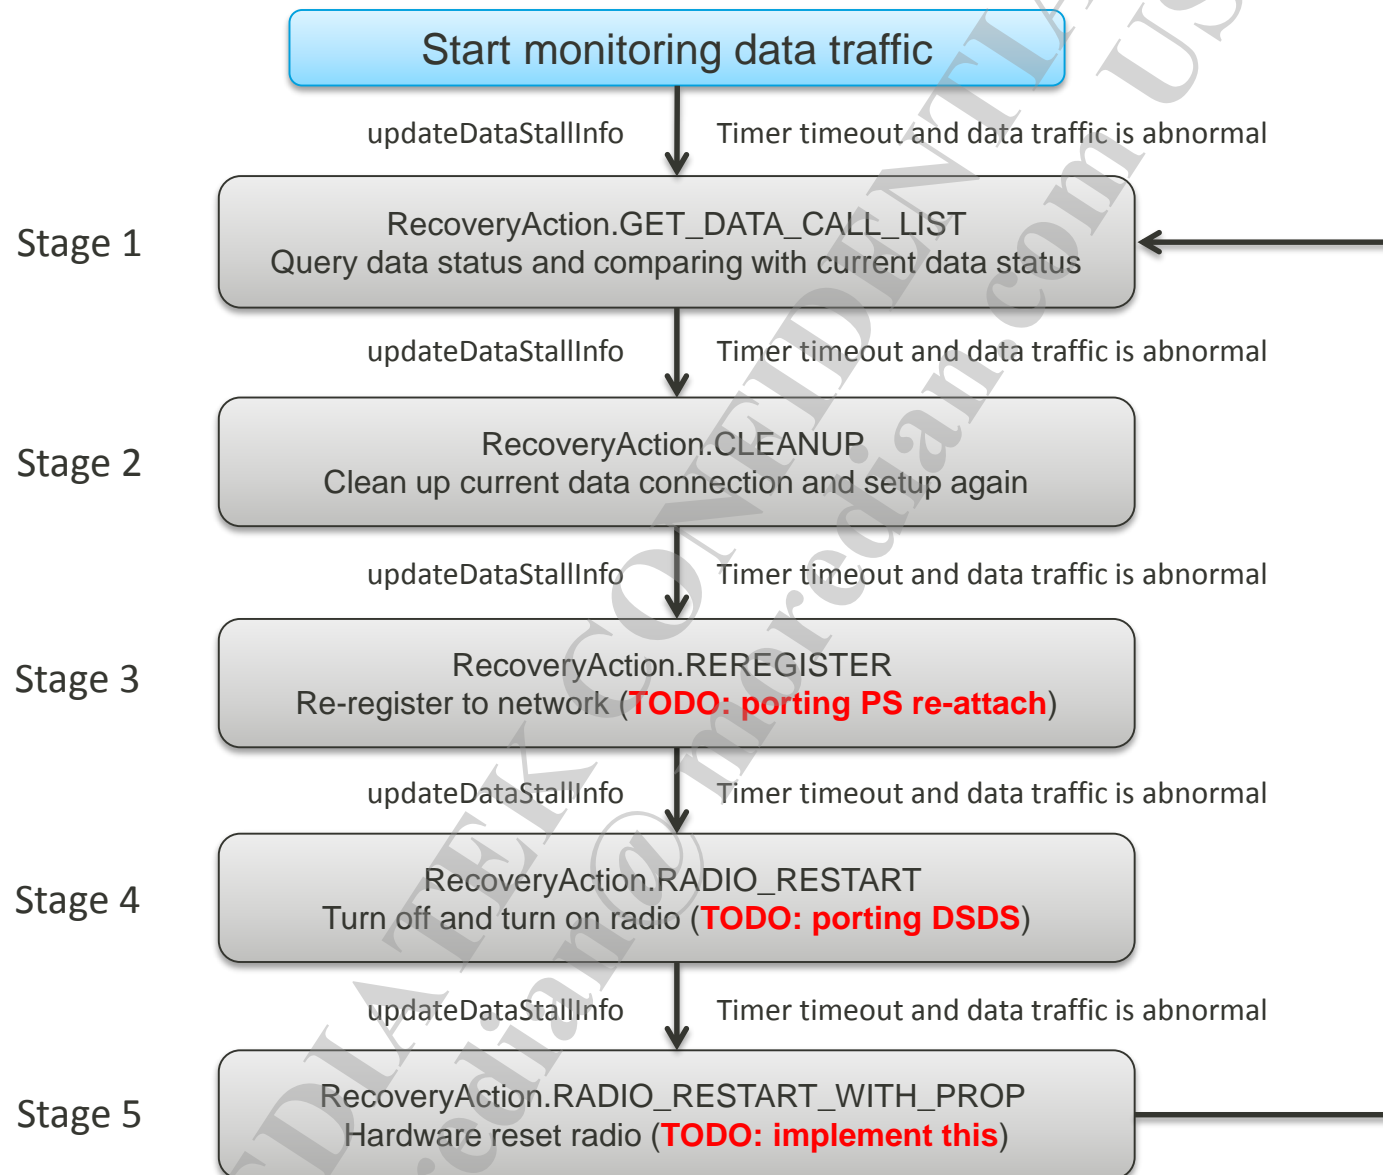 Start monitoring data traffic
updateDataStallInfo Timer timeout and data traffic is abnormal
Stage 1
RecoveryAction.GET_DATA_CALL_LIST
Query data status and comparing with current data status
updateDataStallInfo Timer timeout and data traffic is abnormal
Stage 2
RecoveryAction.CLEANUP
Clean up current data connection and setup again
updateDataStallInfo Timer timeout and data traffic is abnormal
Stage 3
RecoveryAction.REREGISTER
Re-register to network (TODO: porting PS re-attach)
updateDataStallInfo Timer timeout and data traffic is abnormal
Stage 4
RecoveryAction.RADIO_RESTART
Turn off and turn on radio (TODO: porting DSDS)
updateDataStallInfo Timer timeout and data traffic is abnormal
Stage 5
RecoveryAction.RADIO_RESTART_WITH_PROP
Hardware reset radio (TODO: implement this)